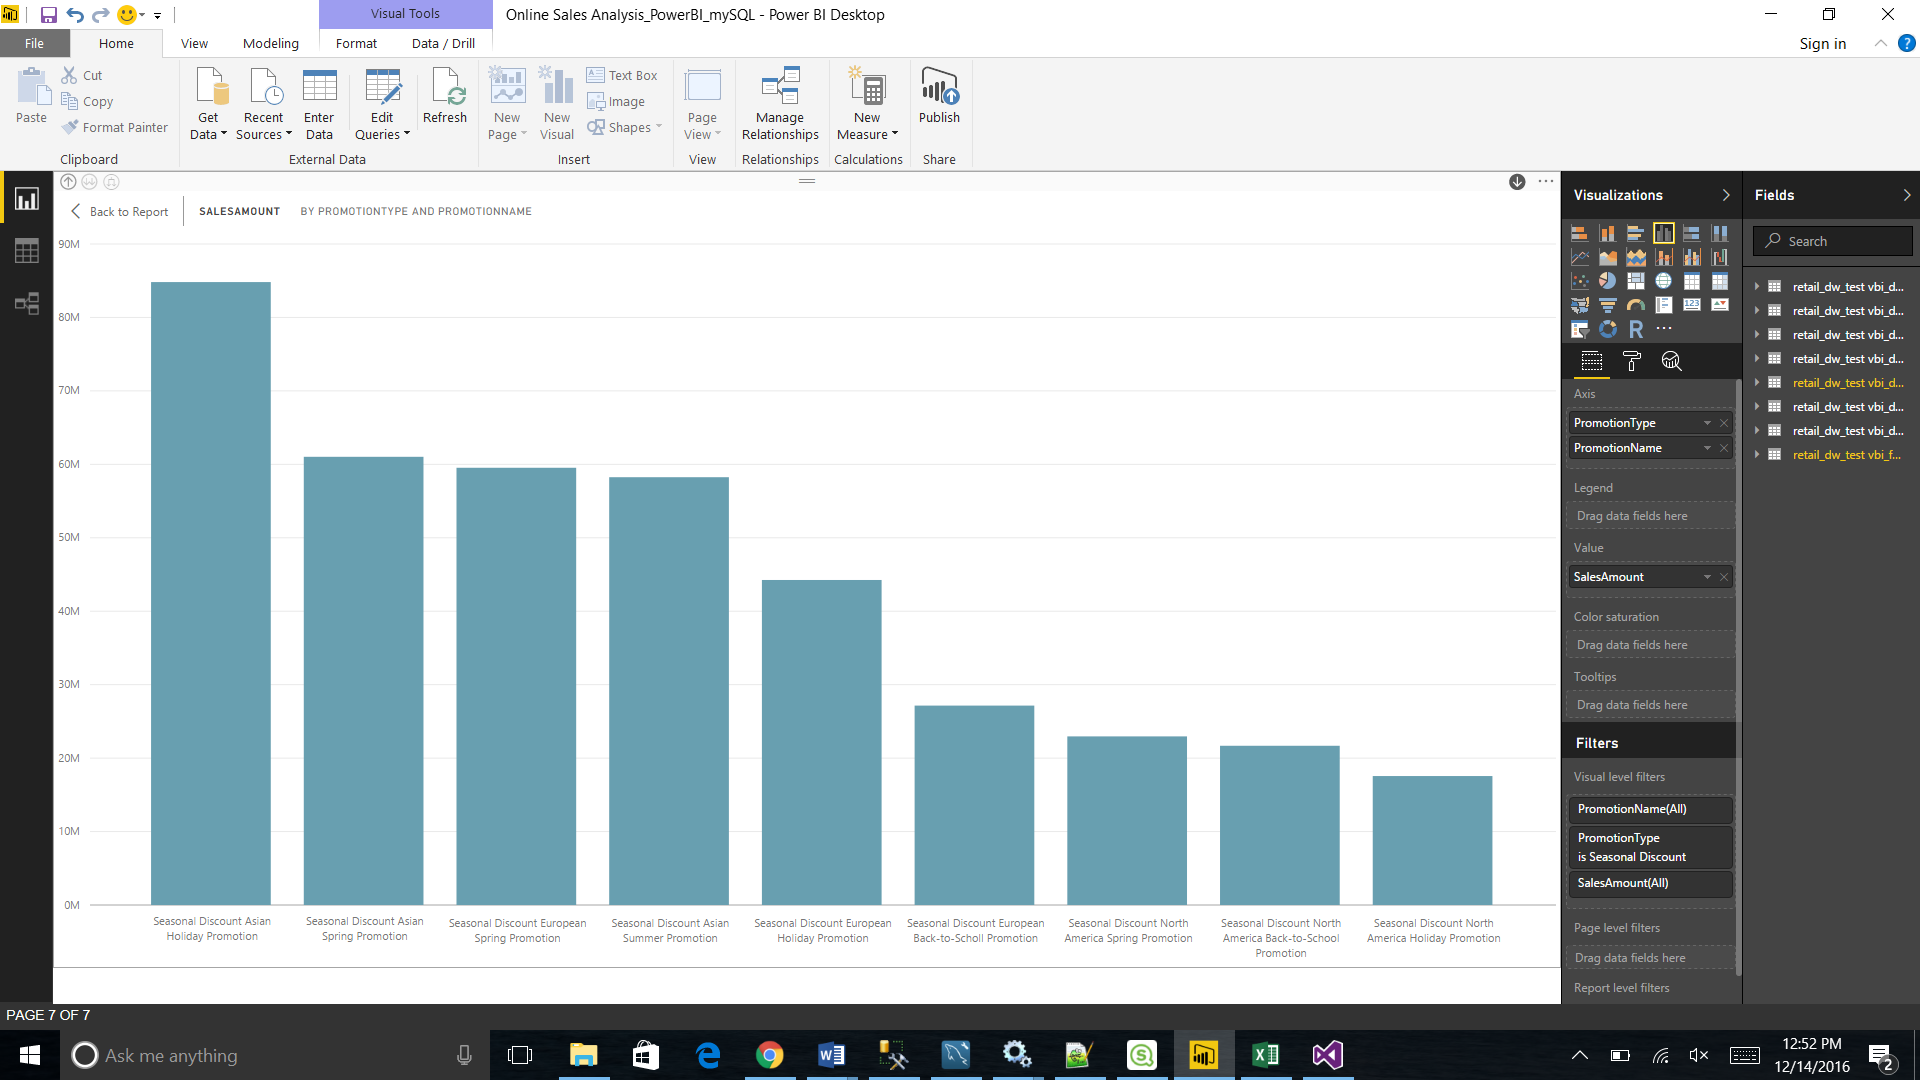 Visual Tools
Online Sales Analysis_PowerBI_mySQL - Power BI Desktop
File
Home
View
Modeling
Format
Data / Drill
Sign in
?
Paste
Cut
Copy
Format Painter
Clipboard
Get
Data
Recent
Sources
Enter
Data
Edit
Queries
Refresh
External Data
New
Page
New
Visual
Text Box
Image
Shapes
Insert
Page
View
View
Manage
Relationships
Relationships
New
Measure
Calculations
Publish
Share
Back to Report
SALESAMOUNT
BY PROMOTIONTYPE AND PROMOTIONNAME
90M
80M
70M
60M
50M
40M
30M
20M
10M
0M
Seasonal Discount Asian
Holiday Promotion
Seasonal Discount Asian
Spring Promotion
Seasonal Discount European
Spring Promotion
Seasonal Discount Asian
Summer Promotion
Seasonal Discount European
Holiday Promotion
Seasonal Discount European
Back-to-Scholl Promotion
Seasonal Discount North
America Spring Promotion
Seasonal Discount North
America Back-to-School
Promotion
Seasonal Discount North
America Holiday Promotion
Visualizations
123
R
Axis
PromotionType
PromotionName
Legend
Drag data fields here
Value
SalesAmount
Color saturation
Drag data fields here
Tooltips
Drag data fields here
Filters
Visual level filters
PromotionName(All)
PromotionType
is Seasonal Discount
SalesAmount(All)
Page level filters
Drag data fields here
Report level filters
Fields
Search
retail_dw_test vbi_d...
retail_dw_test vbi_d...
retail_dw_test vbi_d...
retail_dw_test vbi_d...
retail_dw_test vbi_d...
retail_dw_test vbi_d...
retail_dw_test vbi_d...
retail_dw_test vbi_f...
PAGE 7 OF 7
Ask me anything
12:52 PM
12/14/2016
2